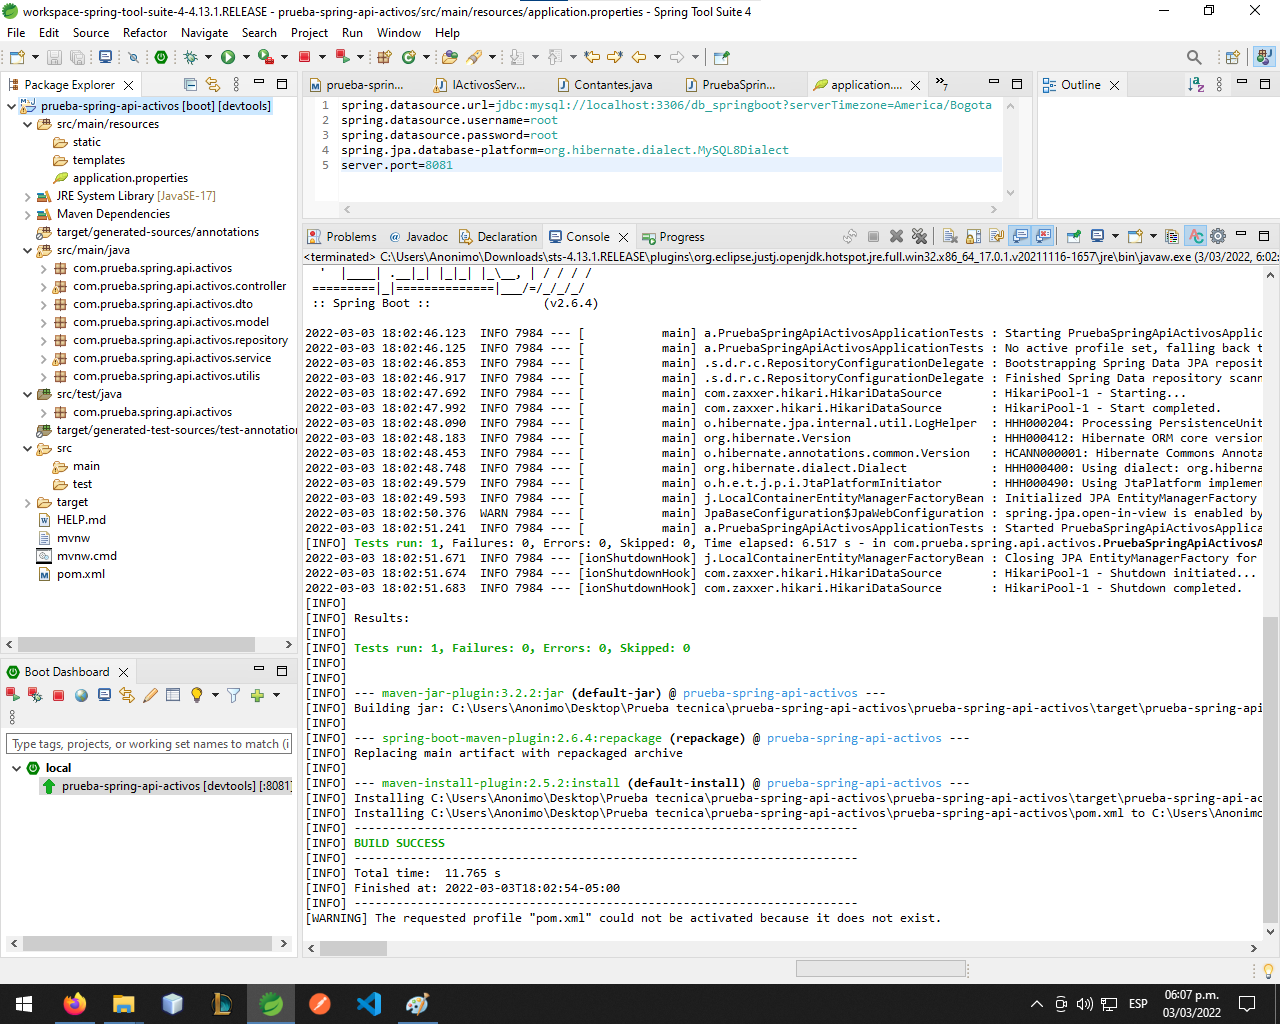 workspace-spring-tool-suite-4-4.13.1.RELEASE - prueba-spring-api-activos/src/main/resources/application.properties - Spring Tool Suite 4
File Edit Source Refactor Navigate Search Project Run Window Help
Package Explorer
prueba-spring-api-activos [boot] [devtools]
src/main/resources
static
templates
application.properties
JRE System Library [JavaSE-17]
Maven Dependencies
target/generated-sources/annotations
src/main/java
com.prueba.spring.api.activos
com.prueba.spring.api.activos.controller
com.prueba.spring.api.activos.dto
com.prueba.spring.api.activos.model
com.prueba.spring.api.activos.repository
com.prueba.spring.api.activos.service
com.prueba.spring.api.activos.utilis
src/test/java
com.prueba.spring.api.activos
target/generated-test-sources/test-annotation
src
main
test
target
HELP.md
mvnw
mvnw.cmd
pom.xml
Boot Dashboard
Type tags, projects, or working set names to match (i
local
prueba-spring-api-activos [devtools] [:8081]
prueba-sprin... IActivosServ... Contantes.java PruebaSprin... application.... »7
1 spring.datasource.url=jdbc:mysql://localhost:3306/db_springboot?serverTimezone=America/Bogota
2 spring.datasource.username=root
3 spring.datasource.password=root
4 spring.jpa.database-platform=org.hibernate.dialect.MySQL8Dialect
5 server.port=8081
Outline
Problems @ Javadoc Declaration Console Progress
<terminated> C:\Users\Anonimo\Downloads\sts-4.13.1.RELEASE\plugins\org.eclipse.justj.openjdk.hotspot.jre.full.win32.x86_64_17.0.1.v20211116-1657\jre\bin\javaw.exe (3/03/2022, 6:02:
'  |____| .__|_| |_|_| |_\__, | / / / /
=========|_|==============|___/=/_/_/_/
:: Spring Boot :: (v2.6.4)
2022-03-03 18:02:46.123 INFO 7984 --- [ main] a.PruebaSpringApiActivosApplicationTests : Starting PruebaSpringApiActivosApplic
2022-03-03 18:02:46.125 INFO 7984 --- [ main] a.PruebaSpringApiActivosApplicationTests : No active profile set, falling back t
2022-03-03 18:02:46.853 INFO 7984 --- [ main] .s.d.r.c.RepositoryConfigurationDelegate : Bootstrapping Spring Data JPA reposit
2022-03-03 18:02:46.917 INFO 7984 --- [ main] .s.d.r.c.RepositoryConfigurationDelegate : Finished Spring Data repository scann
2022-03-03 18:02:47.692 INFO 7984 --- [ main] com.zaxxer.hikari.HikariDataSource : HikariPool-1 - Starting...
2022-03-03 18:02:47.992 INFO 7984 --- [ main] com.zaxxer.hikari.HikariDataSource : HikariPool-1 - Start completed.
2022-03-03 18:02:48.090 INFO 7984 --- [ main] o.hibernate.jpa.internal.util.LogHelper : HHH000204: Processing PersistenceUnit
2022-03-03 18:02:48.183 INFO 7984 --- [ main] org.hibernate.Version : HHH000412: Hibernate ORM core version
2022-03-03 18:02:48.453 INFO 7984 --- [ main] o.hibernate.annotations.common.Version : HCANN000001: Hibernate Commons Annota
2022-03-03 18:02:48.748 INFO 7984 --- [ main] org.hibernate.dialect.Dialect : HHH000400: Using dialect: org.hiberna
2022-03-03 18:02:49.579 INFO 7984 --- [ main] o.h.e.t.j.p.i.JtaPlatformInitiator : HHH000490: Using JtaPlatform implemen
2022-03-03 18:02:49.593 INFO 7984 --- [ main] j.LocalContainerEntityManagerFactoryBean : Initialized JPA EntityManagerFactory
2022-03-03 18:02:50.376 WARN 7984 --- [ main] JpaBaseConfiguration$JpaWebConfiguration : spring.jpa.open-in-view is enabled by
2022-03-03 18:02:51.241 INFO 7984 --- [ main] a.PruebaSpringApiActivosApplicationTests : Started PruebaSpringApiActivosApplica
[INFO] Tests run: 1, Failures: 0, Errors: 0, Skipped: 0, Time elapsed: 6.517 s - in com.prueba.spring.api.activos.PruebaSpringApiActivosA
2022-03-03 18:02:51.671 INFO 7984 --- [ionShutdownHook] j.LocalContainerEntityManagerFactoryBean : Closing JPA EntityManagerFactory for
2022-03-03 18:02:51.674 INFO 7984 --- [ionShutdownHook] com.zaxxer.hikari.HikariDataSource : HikariPool-1 - Shutdown initiated...
2022-03-03 18:02:51.683 INFO 7984 --- [ionShutdownHook] com.zaxxer.hikari.HikariDataSource : HikariPool-1 - Shutdown completed.
[INFO]
[INFO] Results:
[INFO]
[INFO] Tests run: 1, Failures: 0, Errors: 0, Skipped: 0
[INFO]
[INFO]
[INFO] --- maven-jar-plugin:3.2.2:jar (default-jar) @ prueba-spring-api-activos ---
[INFO] Building jar: C:\Users\Anonimo\Desktop\Prueba tecnica\prueba-spring-api-activos\prueba-spring-api-activos\target\prueba-spring-api
[INFO]
[INFO] --- spring-boot-maven-plugin:2.6.4:repackage (repackage) @ prueba-spring-api-activos ---
[INFO] Replacing main artifact with repackaged archive
[INFO]
[INFO] --- maven-install-plugin:2.5.2:install (default-install) @ prueba-spring-api-activos ---
[INFO] Installing C:\Users\Anonimo\Desktop\Prueba tecnica\prueba-spring-api-activos\prueba-spring-api-activos\target\prueba-spring-api-ac
[INFO] Installing C:\Users\Anonimo\Desktop\Prueba tecnica\prueba-spring-api-activos\prueba-spring-api-activos\pom.xml to C:\Users\Anonimo
[INFO] ------------------------------------------------------------------------
[INFO] BUILD SUCCESS
[INFO] ------------------------------------------------------------------------
[INFO] Total time:  11.765 s
[INFO] Finished at: 2022-03-03T18:02:54-05:00
[INFO] ------------------------------------------------------------------------
[WARNING] The requested profile "pom.xml" could not be activated because it does not exist.
ESP
06:07 p.m.
03/03/2022